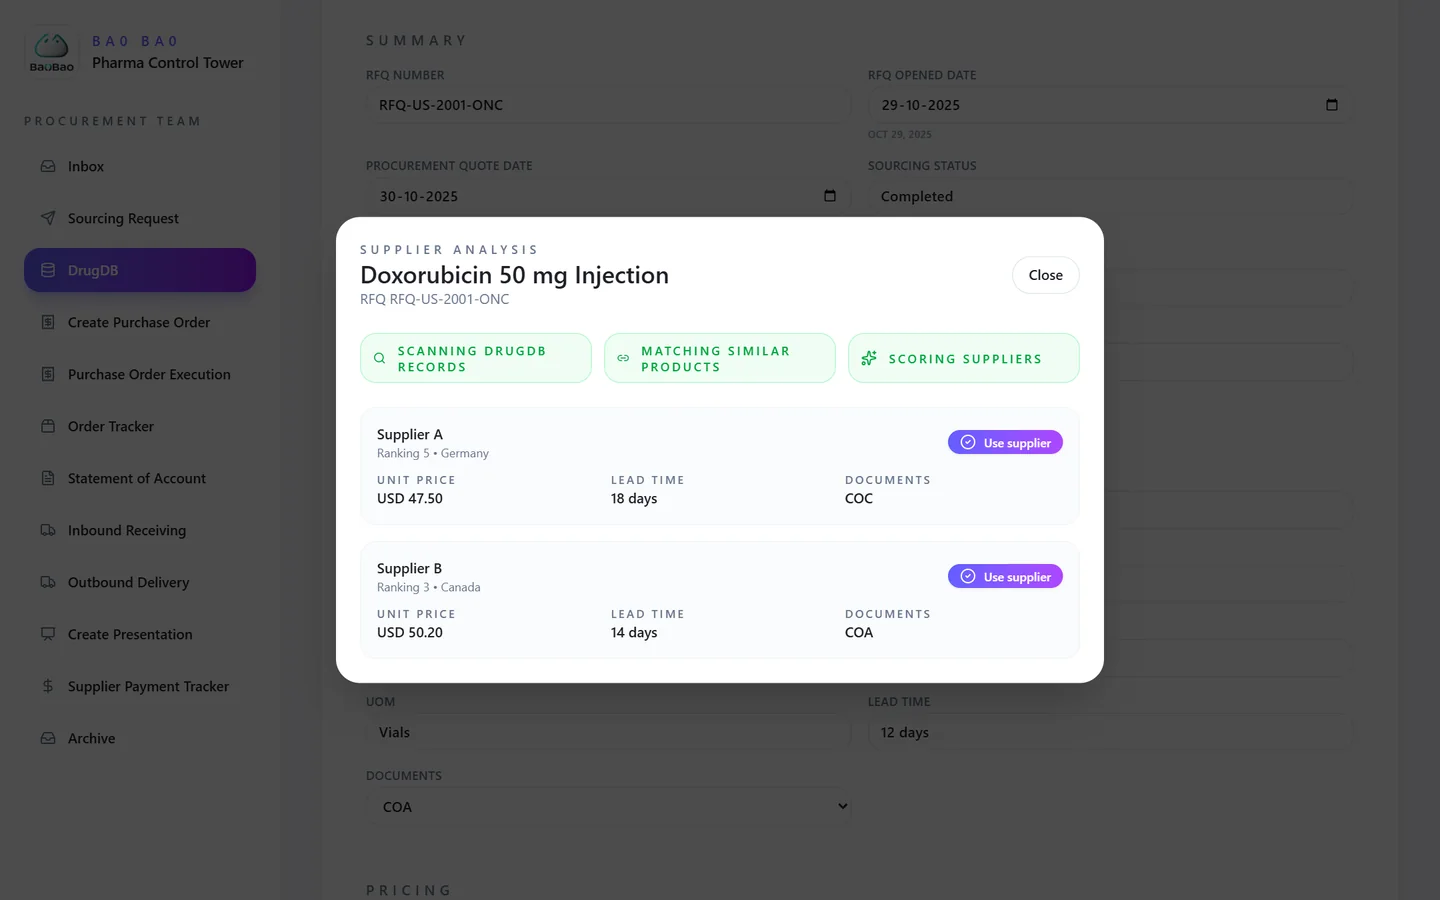 BAO BAO
Pharma Control Tower
BaoBao
PROCUREMENT TEAM
Inbox
Sourcing Request
DrugDB
Create Purchase Order
Purchase Order Execution
Order Tracker
Statement of Account
Inbound Receiving
Outbound Delivery
Create Presentation
Supplier Payment Tracker
Archive
SUMMARY
RFQ NUMBER
RFQ-US-2001-ONC
RFQ OPENED DATE
29-10-2025
OCT 29, 2025
PROCUREMENT QUOTE DATE
30-10-2025
SOURCING STATUS
Completed
SUPPLIER ANALYSIS
Doxorubicin 50 mg Injection
RFQ RFQ-US-2001-ONC
Close
SCANNING DRUGDB
RECORDS
MATCHING SIMILAR
PRODUCTS
SCORING SUPPLIERS
Supplier A
Ranking 5 • Germany
Use supplier
UNIT PRICE
USD 47.50
LEAD TIME
18 days
DOCUMENTS
COC
Supplier B
Ranking 3 • Canada
Use supplier
UNIT PRICE
USD 50.20
LEAD TIME
14 days
DOCUMENTS
COA
UOM
Vials
LEAD TIME
12 days
DOCUMENTS
COA
PRICING